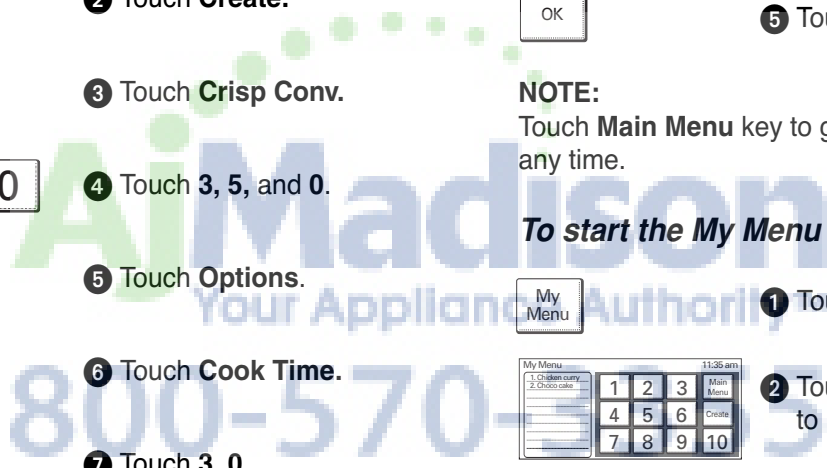 2 Touch Create.
3 Touch Crisp Conv.
0
4 Touch 3, 5, and 0.
5 Touch Options.
6 Touch Cook Time.
7 Touch 3, 0
OK
5 Tou
NOTE:
Touch Main Menu key to g
any time.
To start the My Menu
My
Menu
1 Tou
My Menu 11:35 am
1. Chicken curry
2. Choco cake
1 2 3 Main Menu
4 5 6 Create
7 8 9 10
2 Tou
to
AjMadison
Your Appliance Authority
800-570-